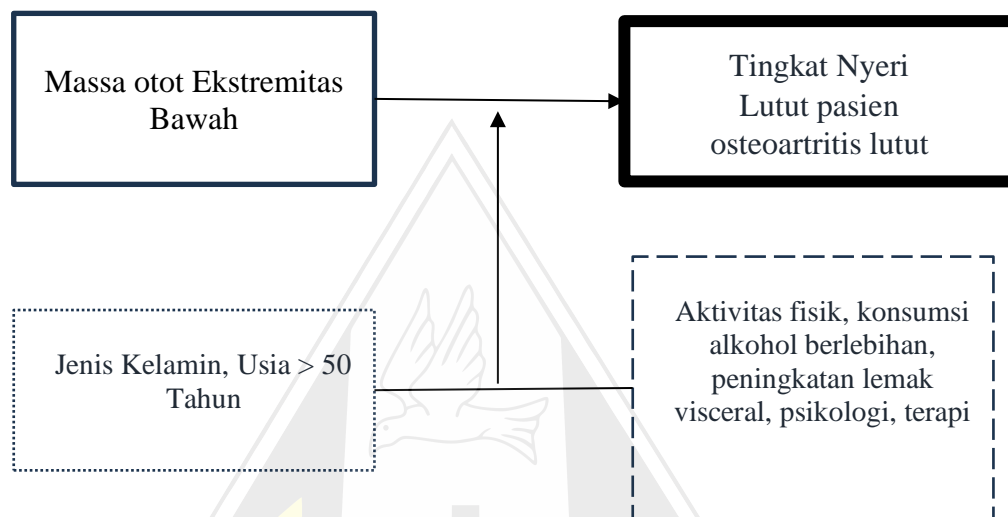 Massa otot Ekstremitas
Bawah
Tingkat Nyeri
Lutut pasien
osteoartritis lutut
Jenis Kelamin, Usia > 50
Tahun
Aktivitas fisik, konsumsi
alkohol berlebihan,
peningkatan lemak
visceral, psikologi, terapi